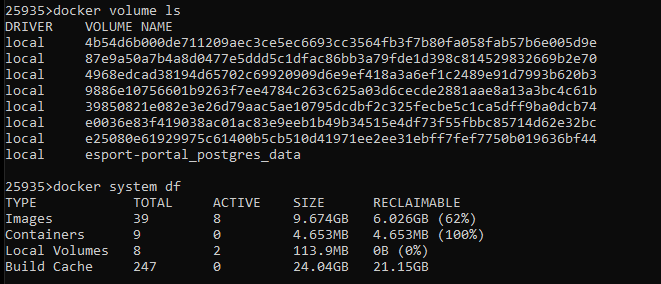 25935>docker volume ls
DRIVER    VOLUME NAME
local     4b54d6b000de711209aec3ce5ec6693cc3564fb3f7b80fa058fab57b6e005d9e
local     87e9a50a7b4a8d0477e5ddd5c1dfac86bb3a79fde1d398c814529832669b2e70
local     4968edcad38194d65702c69920909d6e9ef418a3a6ef1c2489e91d7993b620b3
local     9886e10756601b9263f7ee4784c263c625a03d6cecde2881aae8a13a3bc4c61b
local     39850821e082e3e26d79aac5ae10795dcdbf2c325fecbe5c1ca5dff9ba0dcb74
local     e0036e83f419038ac01ac83e9eeb1b49b34515e4df73f55fbbc85714d62e32bc
local     e25080e61929975c61400b5cb510d41971ee2ee31ebff7fef7750b019636bf44
local     esport-portal_postgres_data
25935>docker system df
TYPE            TOTAL     ACTIVE    SIZE      RECLAIMABLE
Images          39        8         9.674GB   6.026GB (62%)
Containers      9         0         4.653MB   4.653MB (100%)
Local Volumes   8         2         113.9MB   0B (0%)
Build Cache     247       0         24.04GB   21.15GB